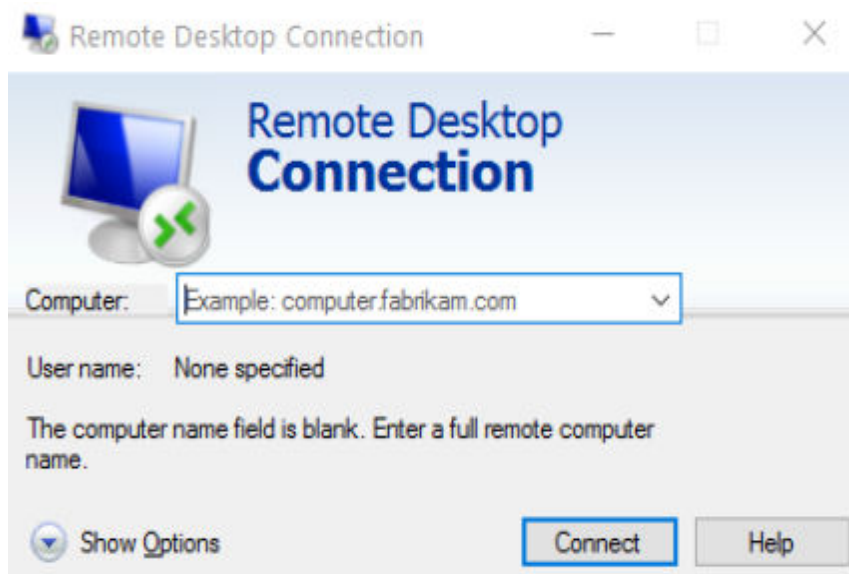 Remote Desktop Connection
Remote Desktop
Connection
Computer: Example: computer.fabrikam.com
User name: None specified
The computer name field is blank. Enter a full remote computer
name.
Show Options Connect Help